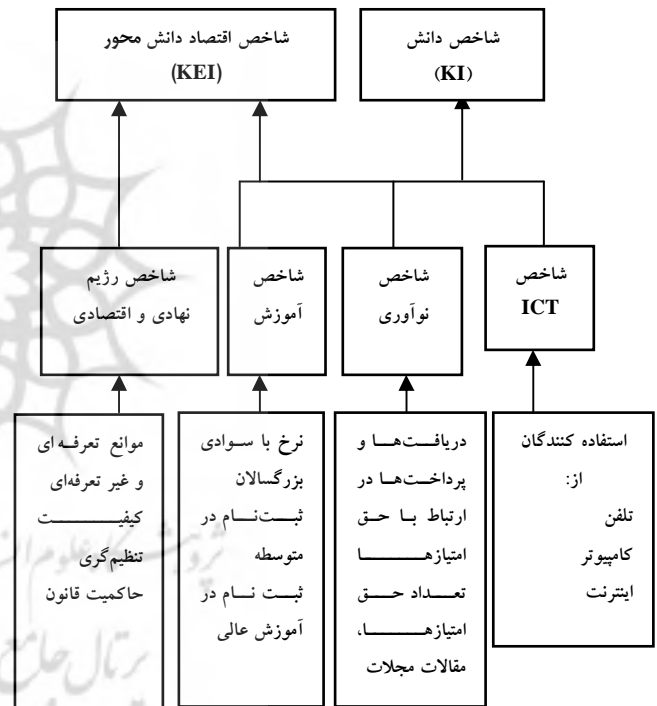 شاخص دانش
(KI)
شاخص اقتصاد دانش محور
(KEI)
شاخص
ICT
شاخص
نوآوری
شاخص
آموزش
شاخص رژیم
نهادی و اقتصادی
استفاده کنندگان
از:
تلفن
کامپیوتر
اینترنت
دریافت‌ها و
پرداخت‌ها در
ارتباط با حق
امتیازها
تعداد حق
امتیازها،
مقالات مجلات
نرخ با سوادی
بزرگسالان
ثبت‌نام در
متوسطه
ثبت نام در
آموزش عالی
موانع تعرفه‌ای
و غیر تعرفه‌ای
کیفیت
تنظیم‌گری
حاکمیت قانون